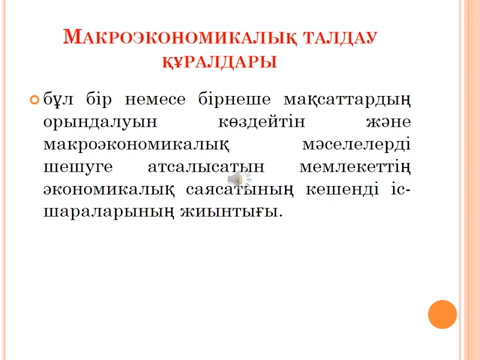 Макроэкономикалық талдау
құралдары
бұл бір немесе бірнеше мақсаттардың
орындалуын көздейтін және
макроэкономикалық мәселелерді
шешуге атсалысатын мемлекеттің
әкономикалық саясатының кешенді іс-
шараларының жиынтығы.